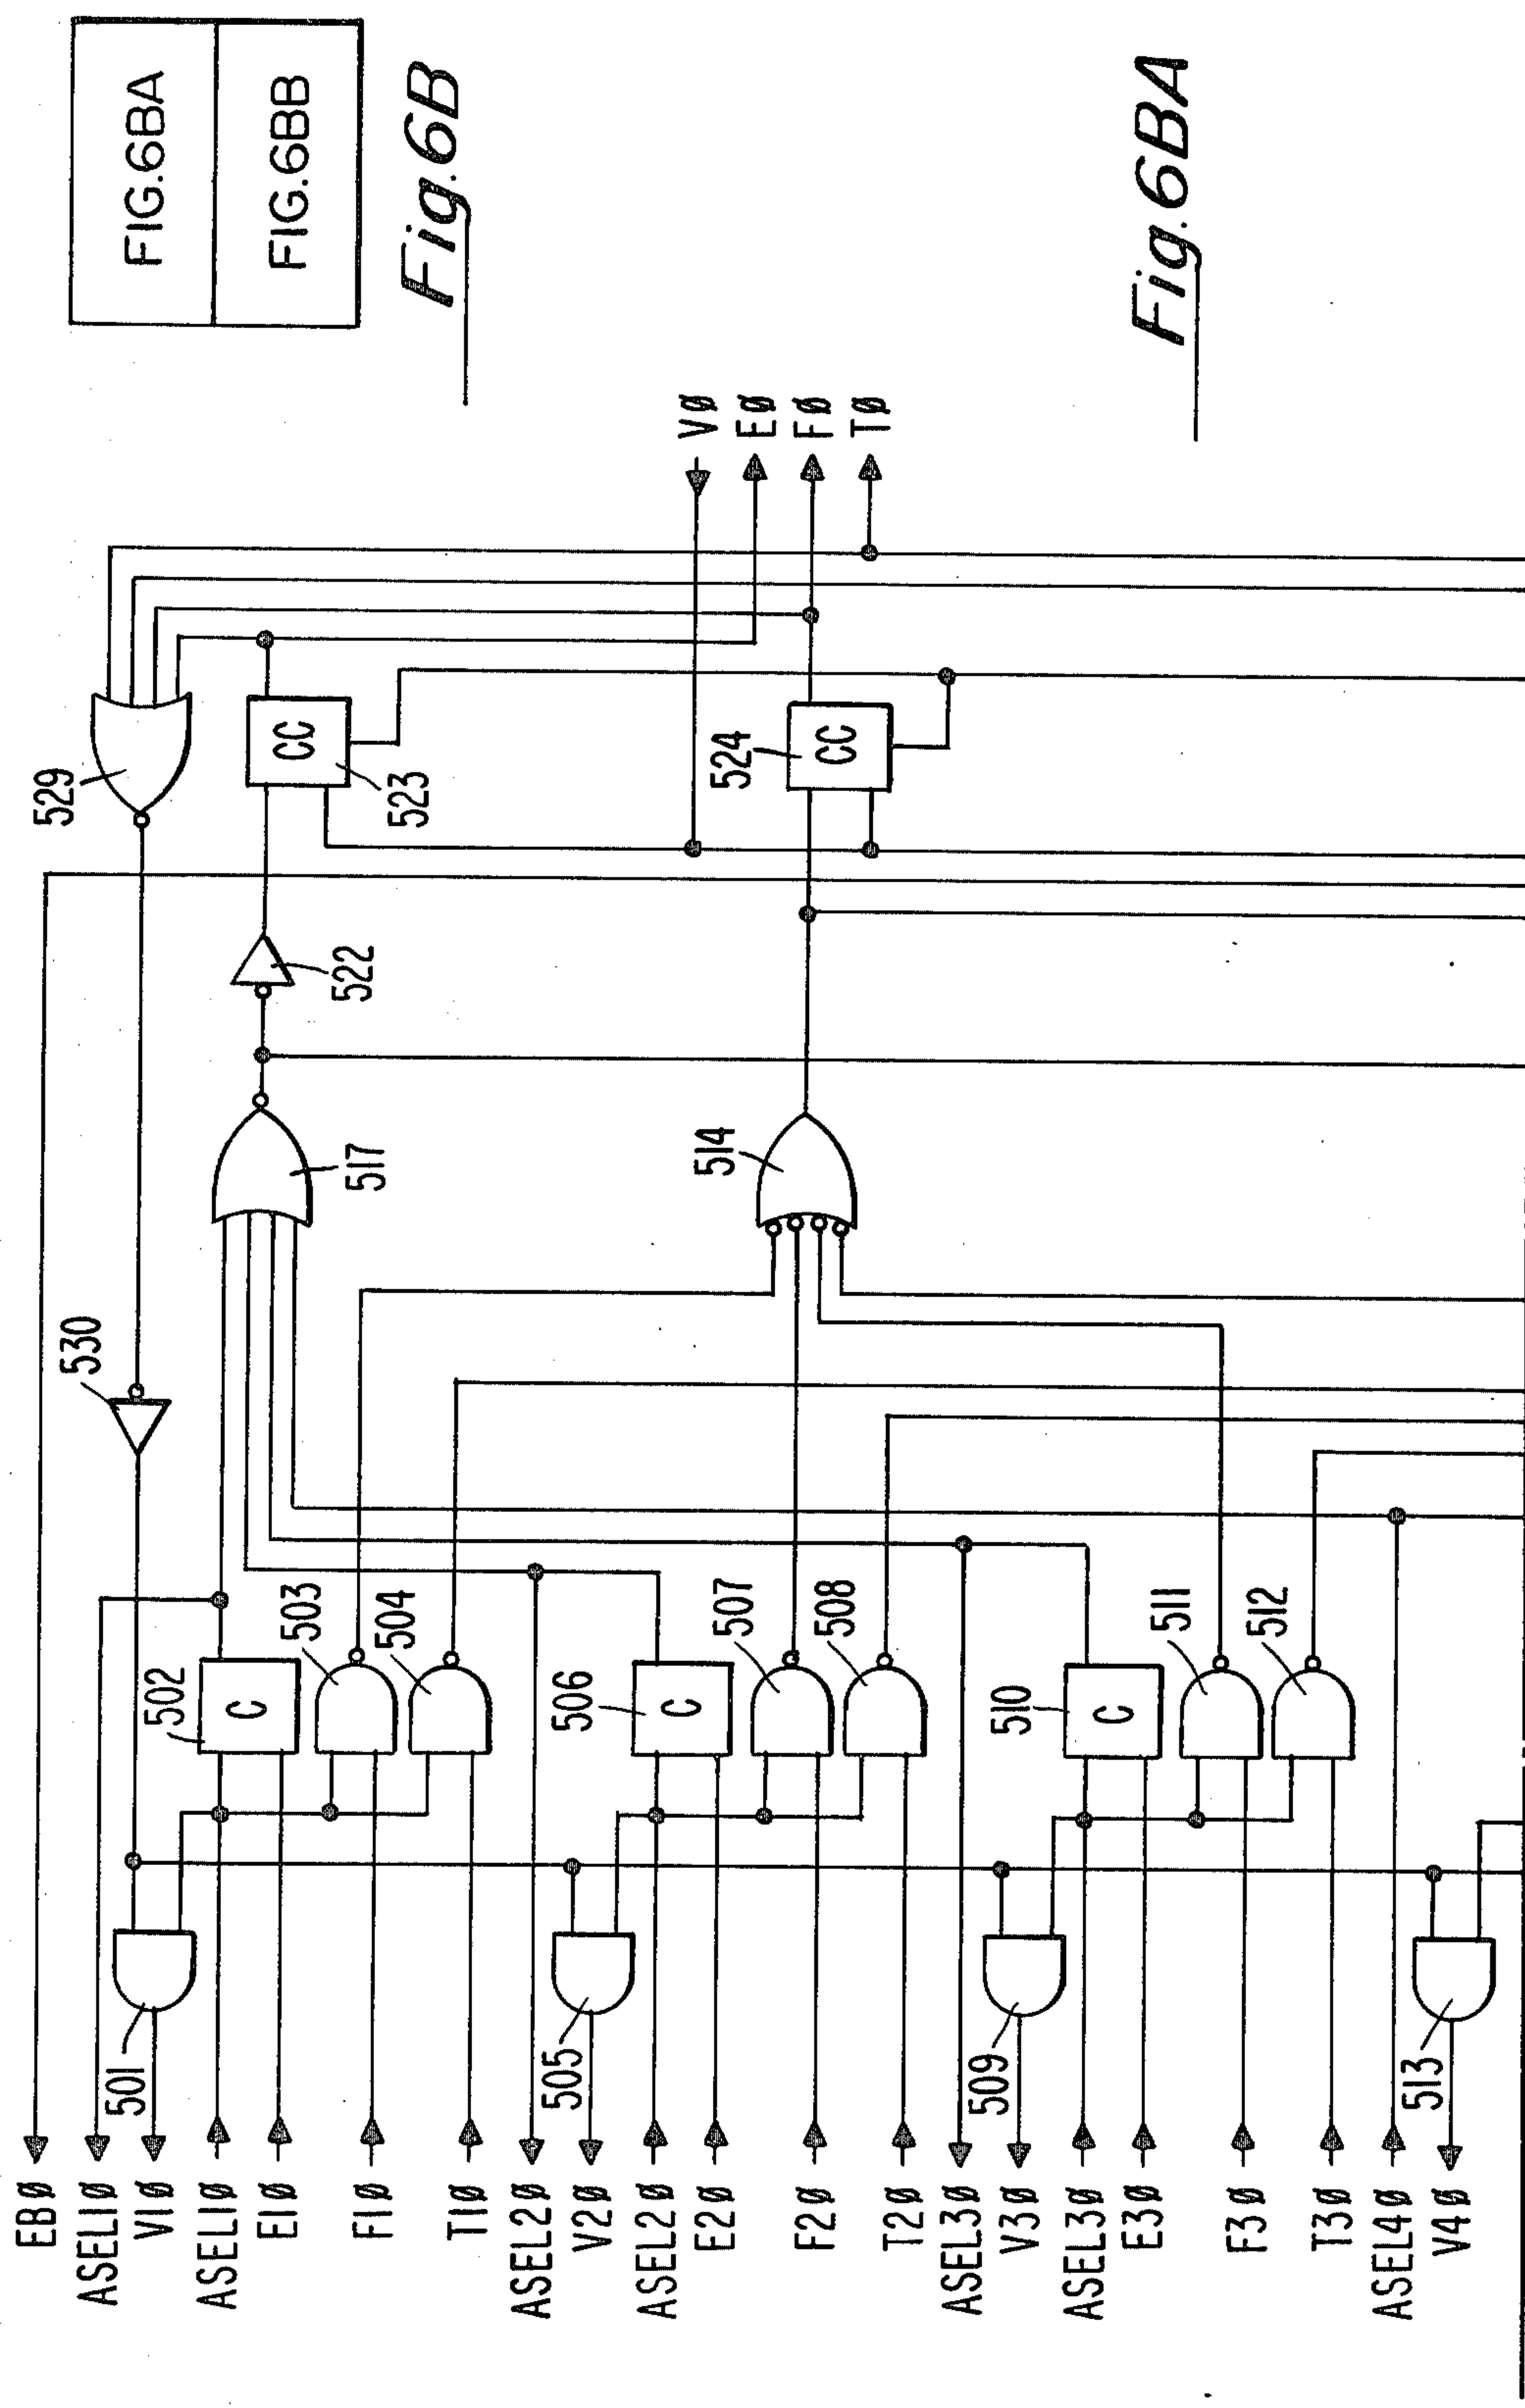 FIG.6BA
FIG.6BB
Fig.6B
Fig.6BA
EBØ
ASEL1Ø
V1Ø
ASEL1Ø
E1Ø
F1Ø
T1Ø
ASEL2Ø
V2Ø
ASEL2Ø
E2Ø
F2Ø
T2Ø
ASEL3Ø
V3Ø
ASEL3Ø
E3Ø
F3Ø
T3Ø
ASEL4Ø
V4Ø
501
502
C
503
504
505
506
C
507
508
509
510
C
511
512
513
530
517
514
522
529
CC
523
524
CC
VØ
EØ
FØ
TØ